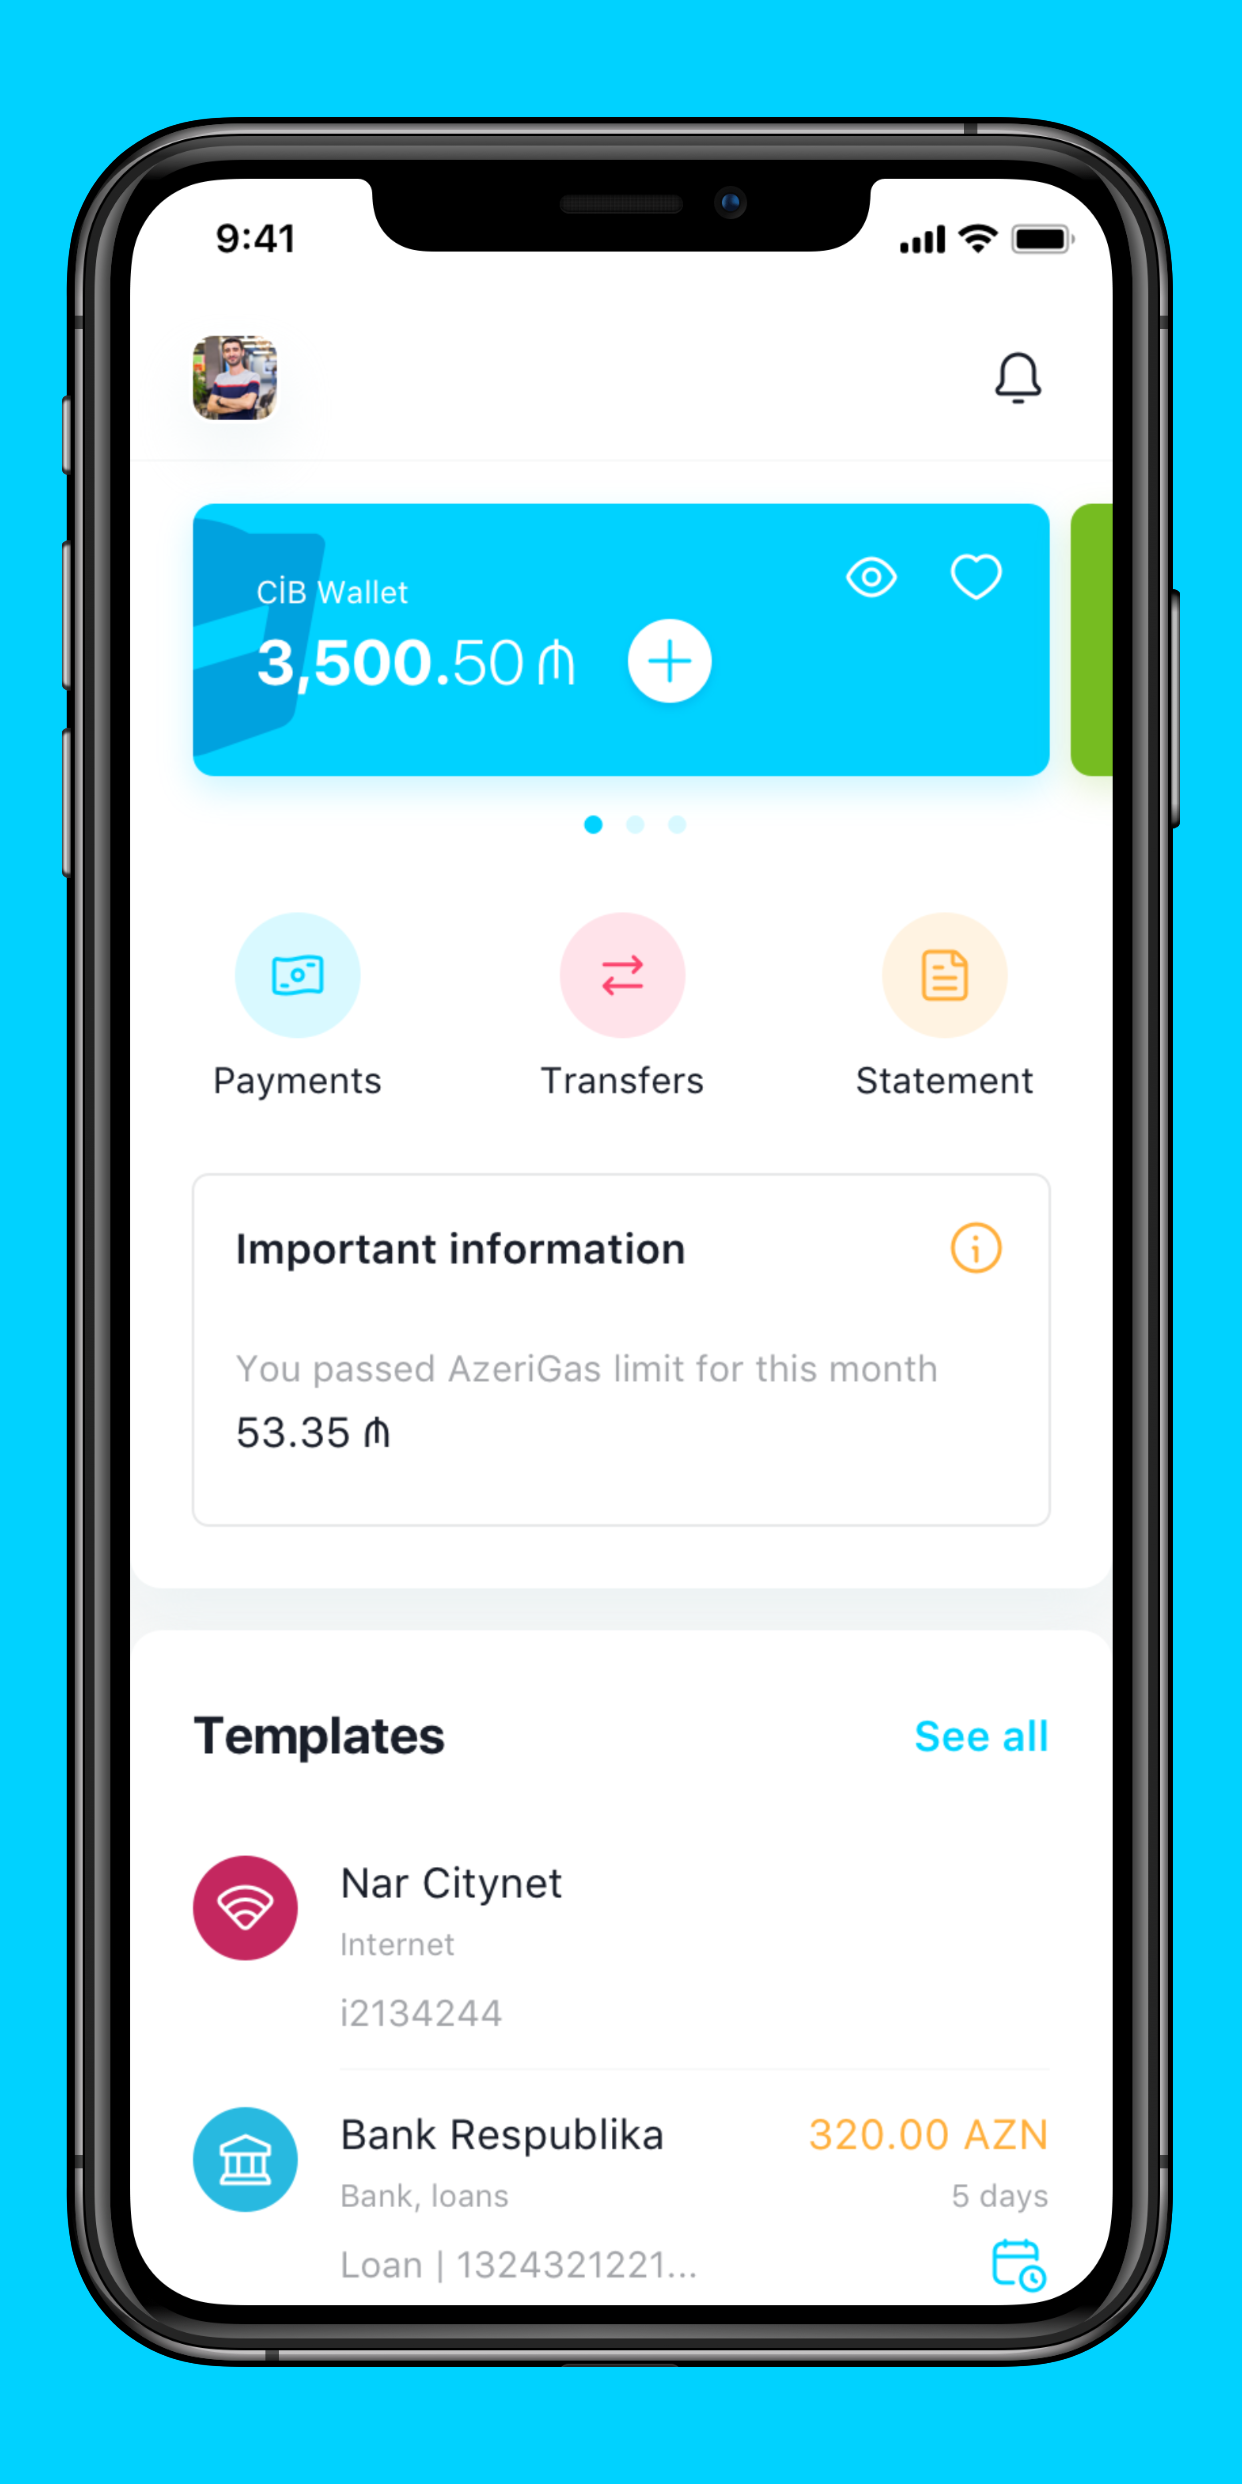 9:41
CİB Wallet
3,500.50 ₼
Payments
Transfers
Statement
Important information
You passed AzeriGas limit for this month
53.35 ₼
Templates
See all
Nar Citynet
Internet
i2134244
Bank Respublika
320.00 AZN
Bank, loans
5 days
Loan | 1324321221...